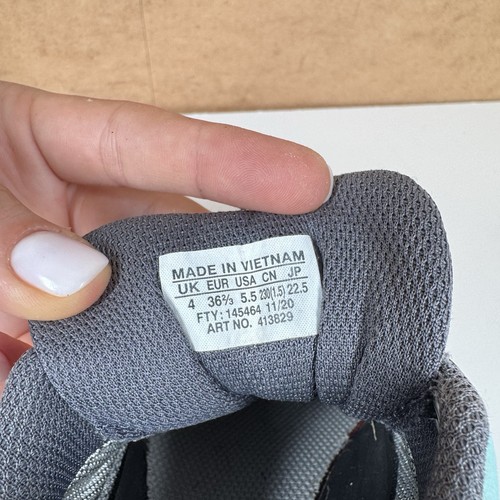 MADE IN VIETNAM
UK EUR USA CN JP
4 36⅔ 5.5 230(1.5) 22.5
FTY: 145464 11/20
ART NO. 413829